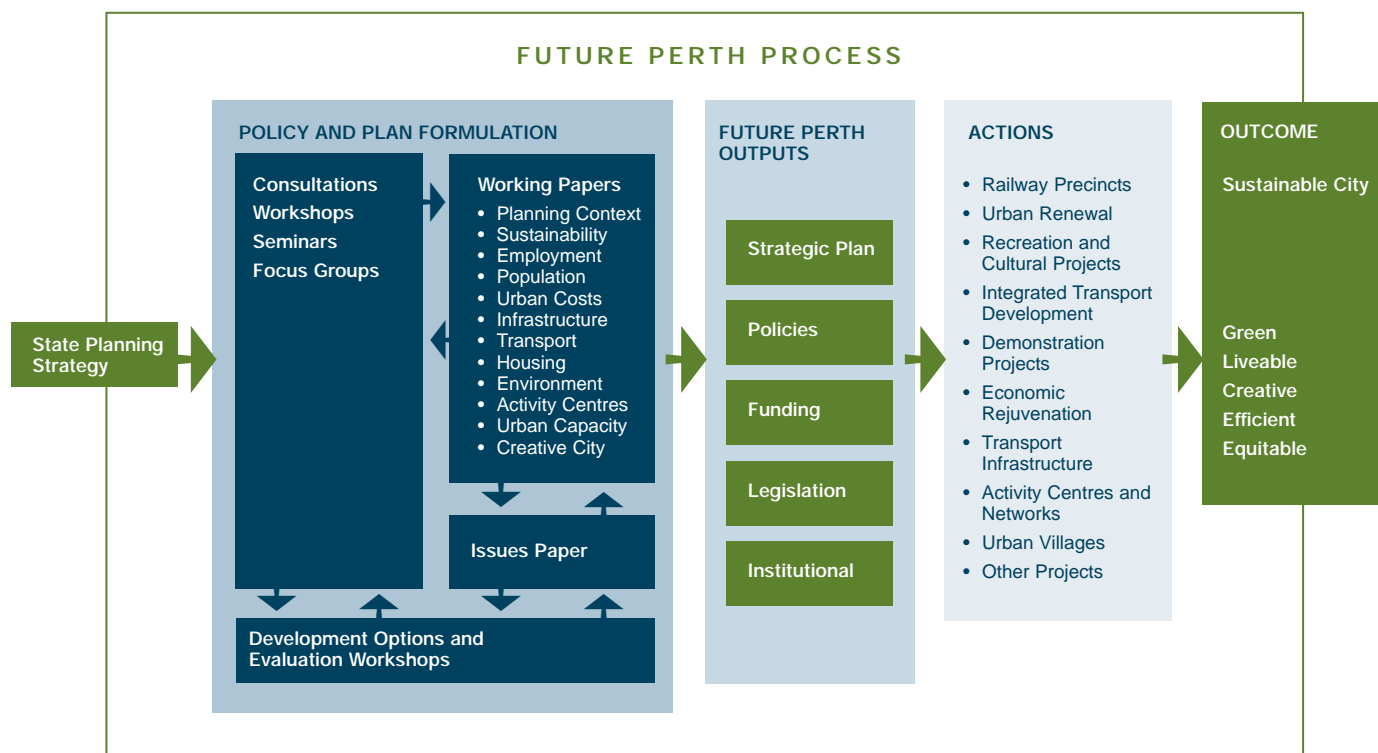 FUTURE PERTH PROCESS
State Planning
Strategy
POLICY AND PLAN FORMULATION
Consultations
Workshops
Seminars
Focus Groups
Working Papers
• Planning Context
• Sustainability
• Employment
• Population
• Urban Costs
• Infrastructure
• Transport
• Housing
• Environment
• Activity Centres
• Urban Capacity
• Creative City
Issues Paper
Development Options and
Evaluation Workshops
FUTURE PERTH
OUTPUTS
Strategic Plan
Policies
Funding
Legislation
Institutional
ACTIONS
• Railway Precincts
• Urban Renewal
• Recreation and
Cultural Projects
• Integrated Transport
Development
• Demonstration
Projects
• Economic
Rejuvenation
• Transport
Infrastructure
• Activity Centres and
Networks
• Urban Villages
• Other Projects
OUTCOME
Sustainable City
Green
Liveable
Creative
Efficient
Equitable